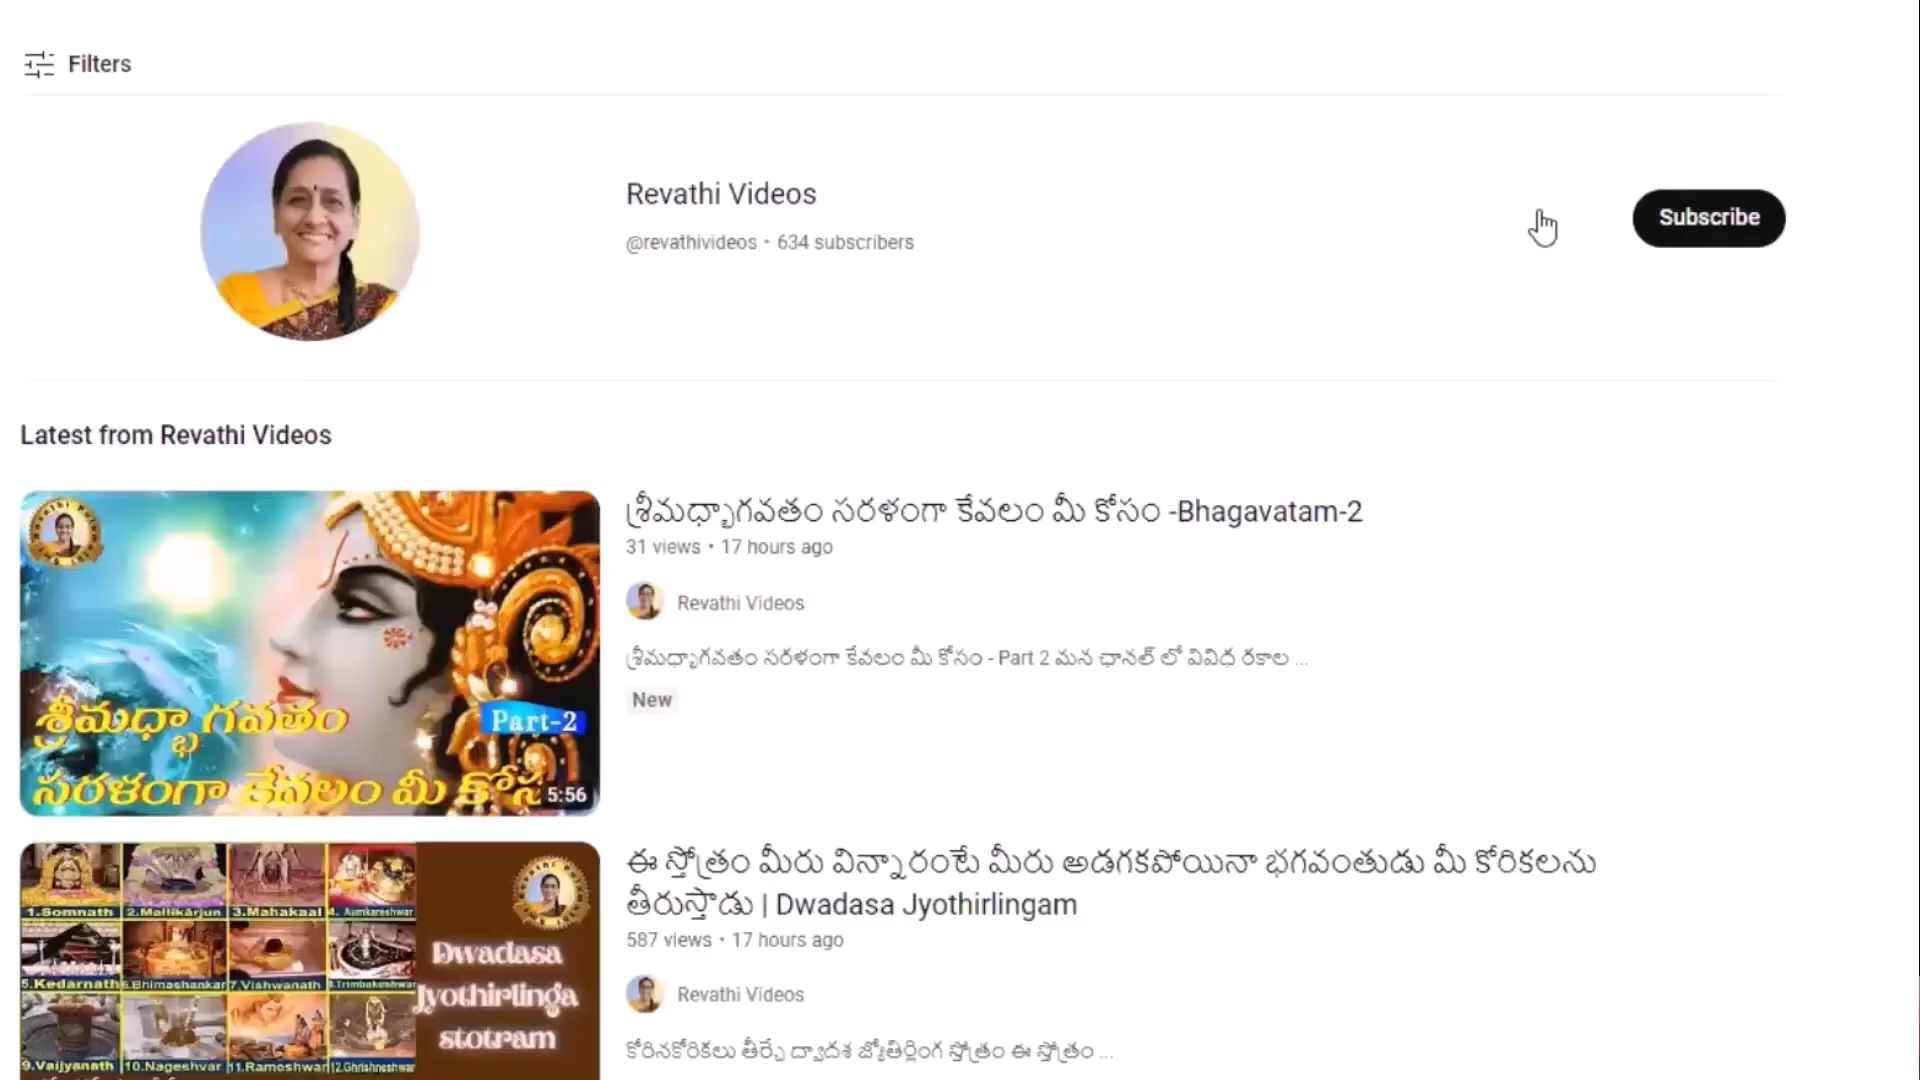 Filters
Revathi Videos
@revathivideos • 634 subscribers
Subscribe
Latest from Revathi Videos
శ్రీమద్భాగవతం సరళంగా కేవలం మీ కోసం -Bhagavatam-2
31 views • 17 hours ago
Revathi Videos
శ్రీమద్భాగవతం సరళంగా కేవలం మీ కోసం - Part 2 మన ఛానల్ లో వివిధ రకాల ...
New
శ్రీమద్భాగవతం
Part-2
సరళంగా కేవలం మీ కోసం
5:56
ఈ స్తోత్రం మీరు విన్నారంటే మీరు అడగకపోయినా భగవంతుడు మీ కోరికలను
తీరుస్తాడు | Dwadasa Jyothirlingam
587 views • 17 hours ago
Revathi Videos
కోరినకోరికలు తీర్చే ద్వాదశ జ్యోతిర్లింగ స్తోత్రం ఈ స్తోత్రం ...
1.Somnath 2.Mallikarjun 3.Mahakaal 4. Aumkareshwar
5.Kedarnath 6.Bhimashankar 7.Vishwanath 8.Trimbakeshwar
9.Vaijyanath 10.Nageshvar 11.Rameshwar 12.Ghrishneshwar
Dwadasa
Jyothirlinga
stotram